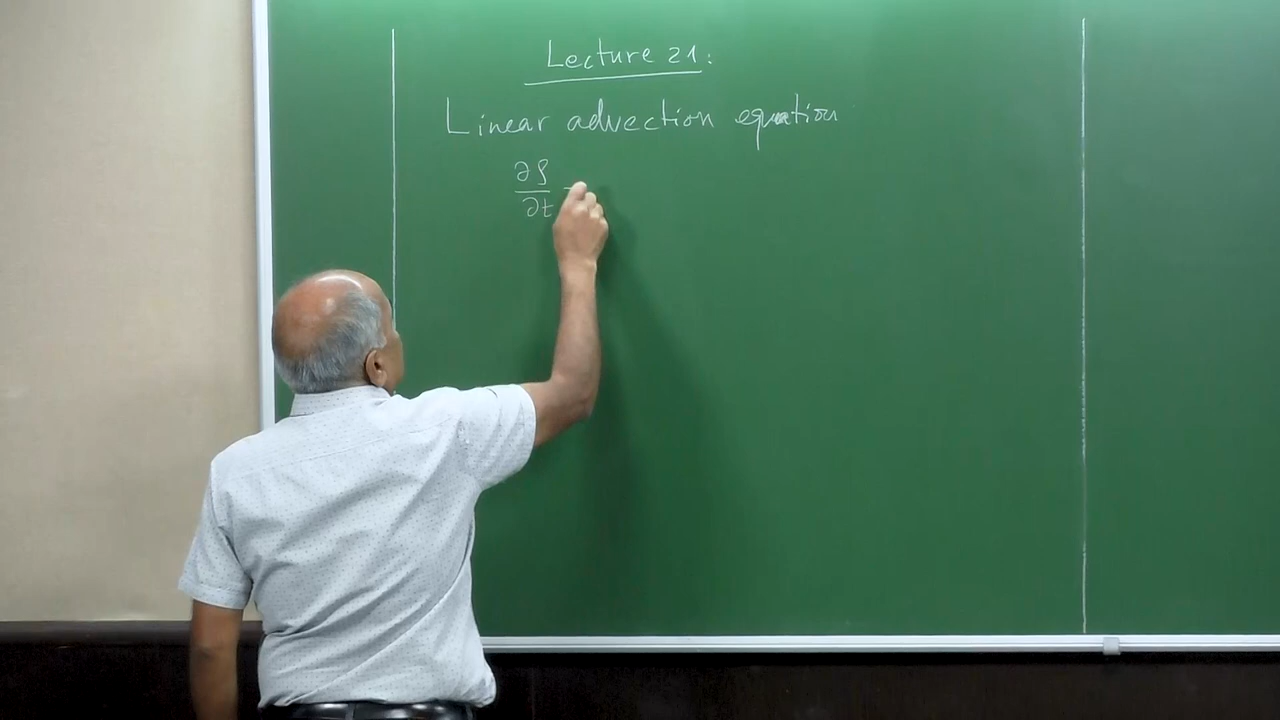 Lecture 21:
Linear advection equation
∂ρ
∂t